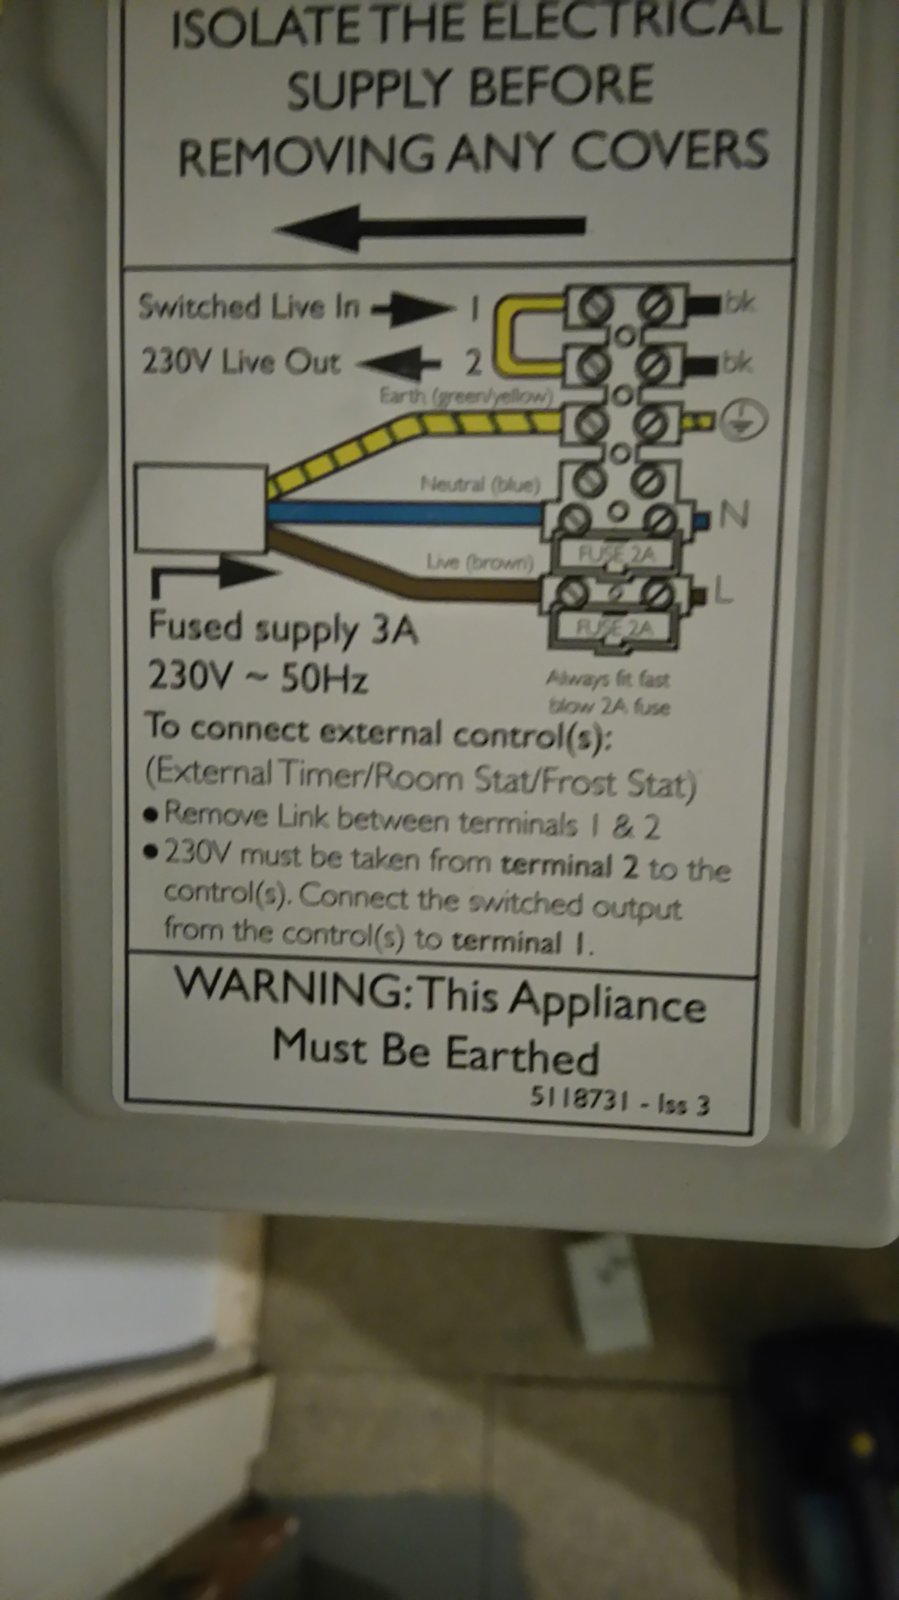 ISOLATE THE ELECTRICAL
SUPPLY BEFORE
REMOVING ANY COVERS
Switched Live In 1 bk
230V Live Out 2 bk
Earth (green/yellow)
Neutral (blue) N
FUSE 2A
Live (brown) L
FUSE 2A
Fused supply 3A
230V ~ 50Hz
Always fit fast
blow 2A fuse
To connect external control(s):
(External Timer/Room Stat/Frost Stat)
● Remove Link between terminals 1 & 2
● 230V must be taken from terminal 2 to the
control(s). Connect the switched output
from the control(s) to terminal 1.
WARNING: This Appliance
Must Be Earthed
5118731 - Iss 3